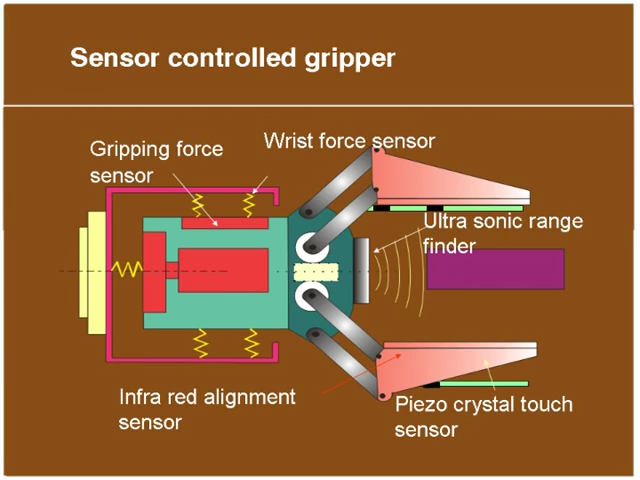 Sensor controlled gripper
Gripping force
sensor
Wrist force sensor
Ultra sonic range
finder
Infra red alignment
sensor
Piezo crystal touch
sensor